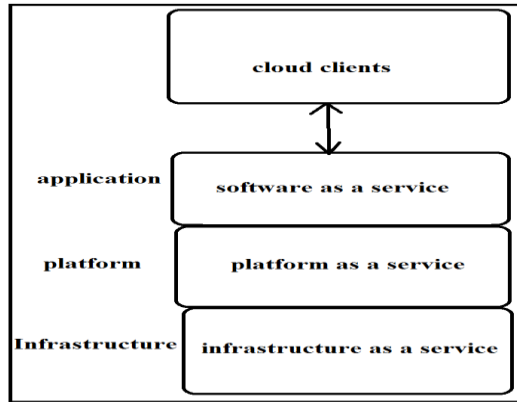 cloud clients
application
software as a service
platform
platform as a service
Infrastructure
infrastructure as a service